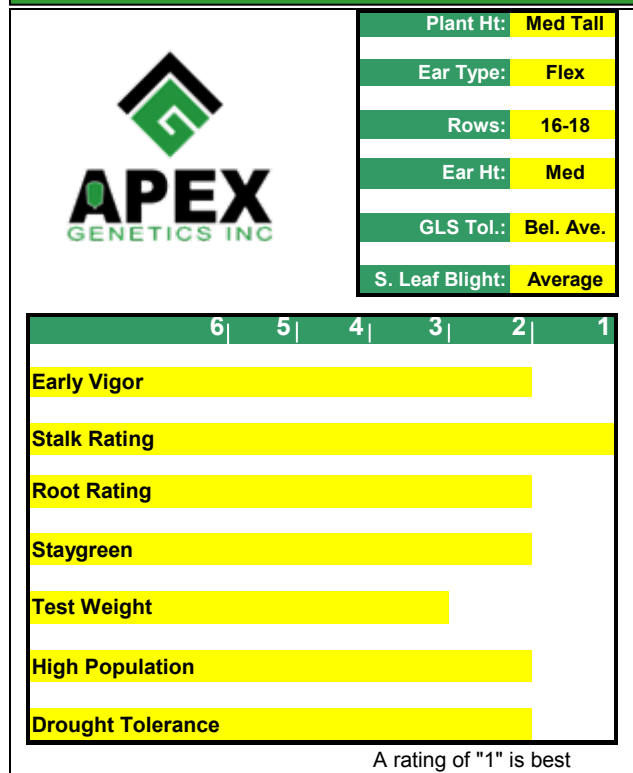 Plant Ht: Med Tall
Ear Type: Flex
Rows: 16-18
Ear Ht: Med
GLS Tol.: Bel. Ave.
S. Leaf Blight: Average
APEX
GENETICS INC
6 5 4 3 2 1
Early Vigor
Stalk Rating
Root Rating
Staygreen
Test Weight
High Population
Drought Tolerance
A rating of "1" is best